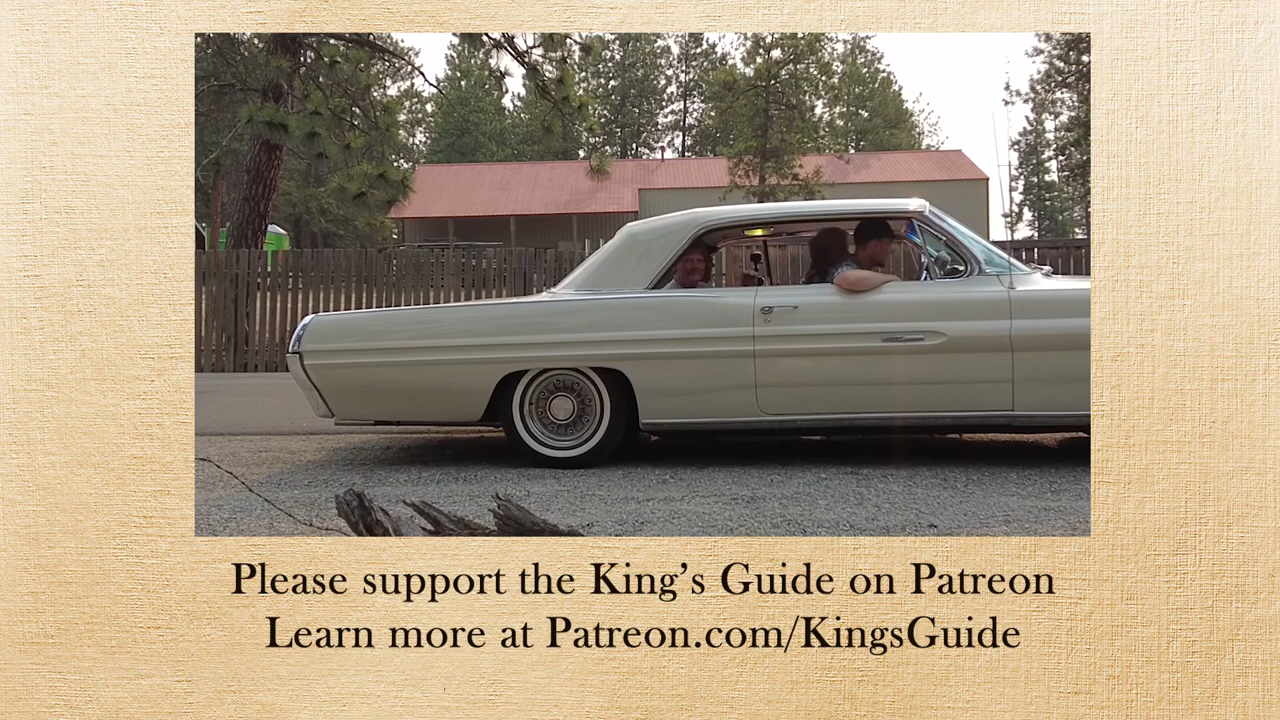 Please support the King’s Guide on Patreon
Learn more at Patreon.com/KingsGuide